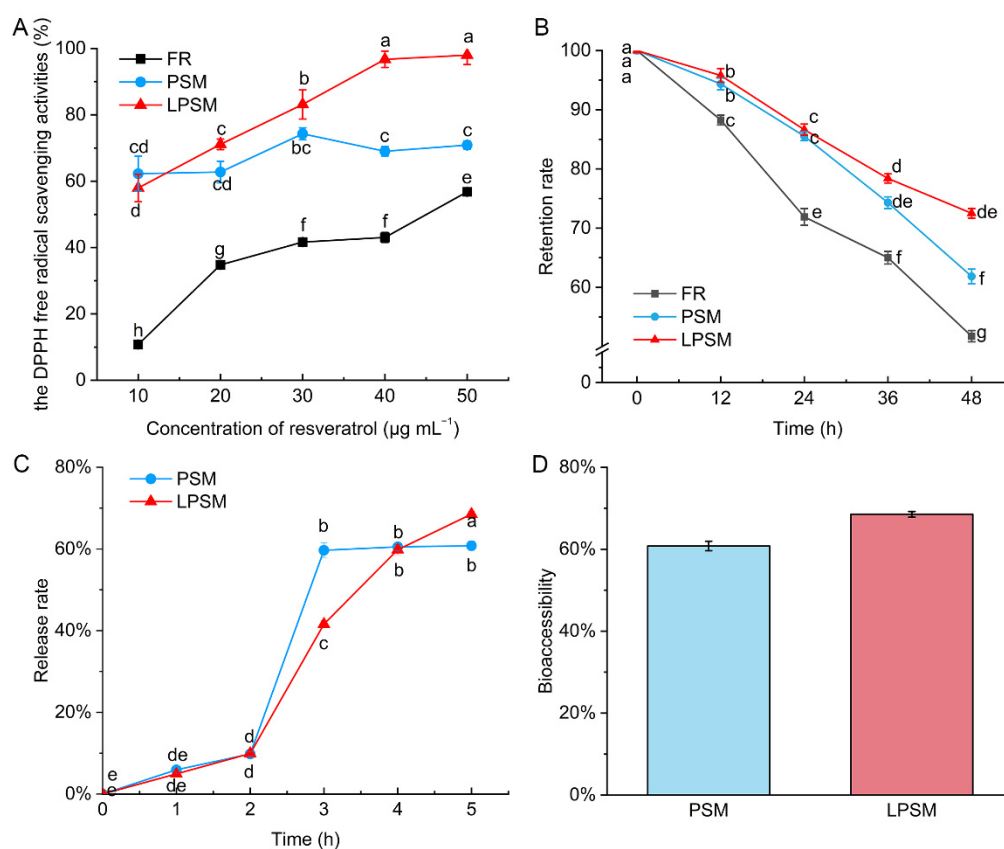 A
the DPPH free radical scavenging activities (%)
100
80
60
40
20
0
FR
PSM
LPSM
a a
b
c
cd
c c
bc
cd
d
e
f
f
g
h
10 20 30 40 50
Concentration of resveratrol (μg mL⁻¹)
B
Retention rate
100
90
80
70
60
0
a
a
a
b
b
c
c
c
e
d
de
f
de
f
g
FR
PSM
LPSM
0 12 24 36 48
Time (h)
C
Release rate
80%
60%
40%
20%
0%
PSM
LPSM
e
e
de
de
d
d
b
c
b
b
a
b
0 1 2 3 4 5
Time (h)
D
Bioaccessibility
80%
60%
40%
20%
0%
PSM LPSM